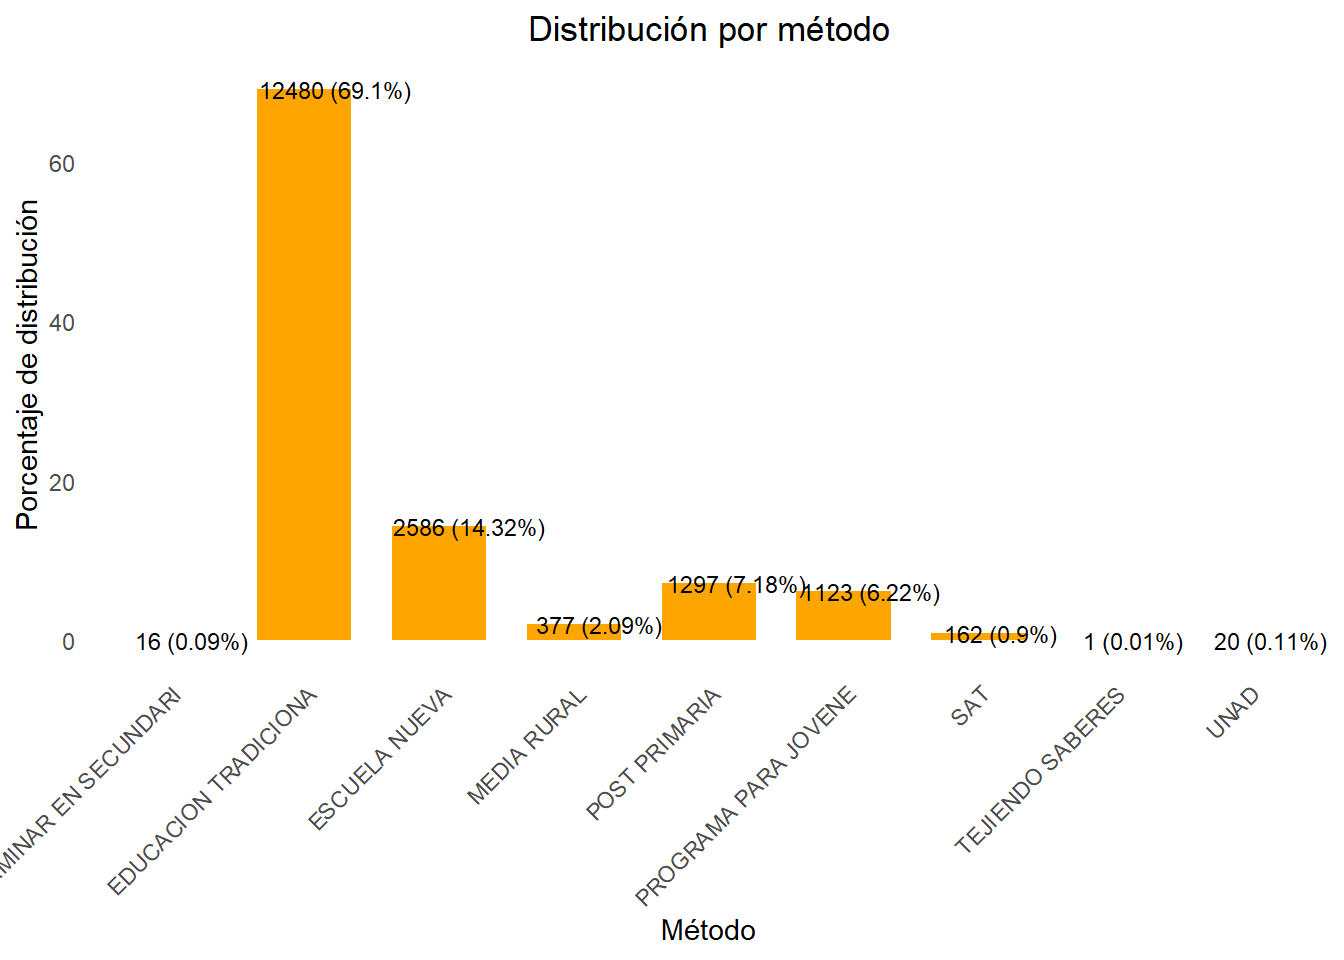 Distribución por método
Porcentaje de distribución
60
40
20
0
12480 (69.1%)
2586 (14.32%)
1297 (7.18%)
1123 (6.22%)
377 (2.09%)
162 (0.9%)
16 (0.09%)
1 (0.01%)
20 (0.11%)
MINAR EN SECUNDARI
EDUCACION TRADICIONA
ESCUELA NUEVA
MEDIA RURAL
POST PRIMARIA
PROGRAMA PARA JOVENE
SAT
TEJIENDO SABERES
UNAD
Método